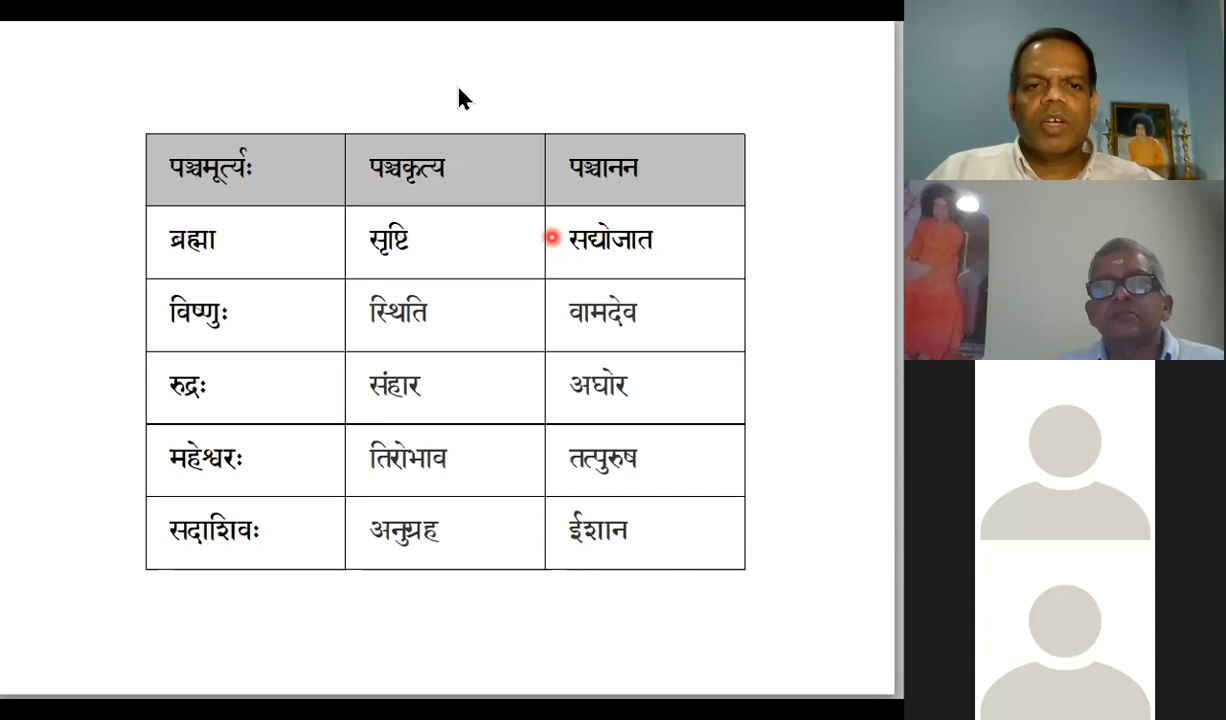 पञ्चमूर्त्यः पञ्चकृत्य पञ्चानन
ब्रह्मा सृष्टि सद्योजात
विष्णुः स्थिति वामदेव
रुद्रः संहार अघोर
महेश्वरः तिरोभाव तत्पुरुष
सदाशिवः अनुग्रह ईशान